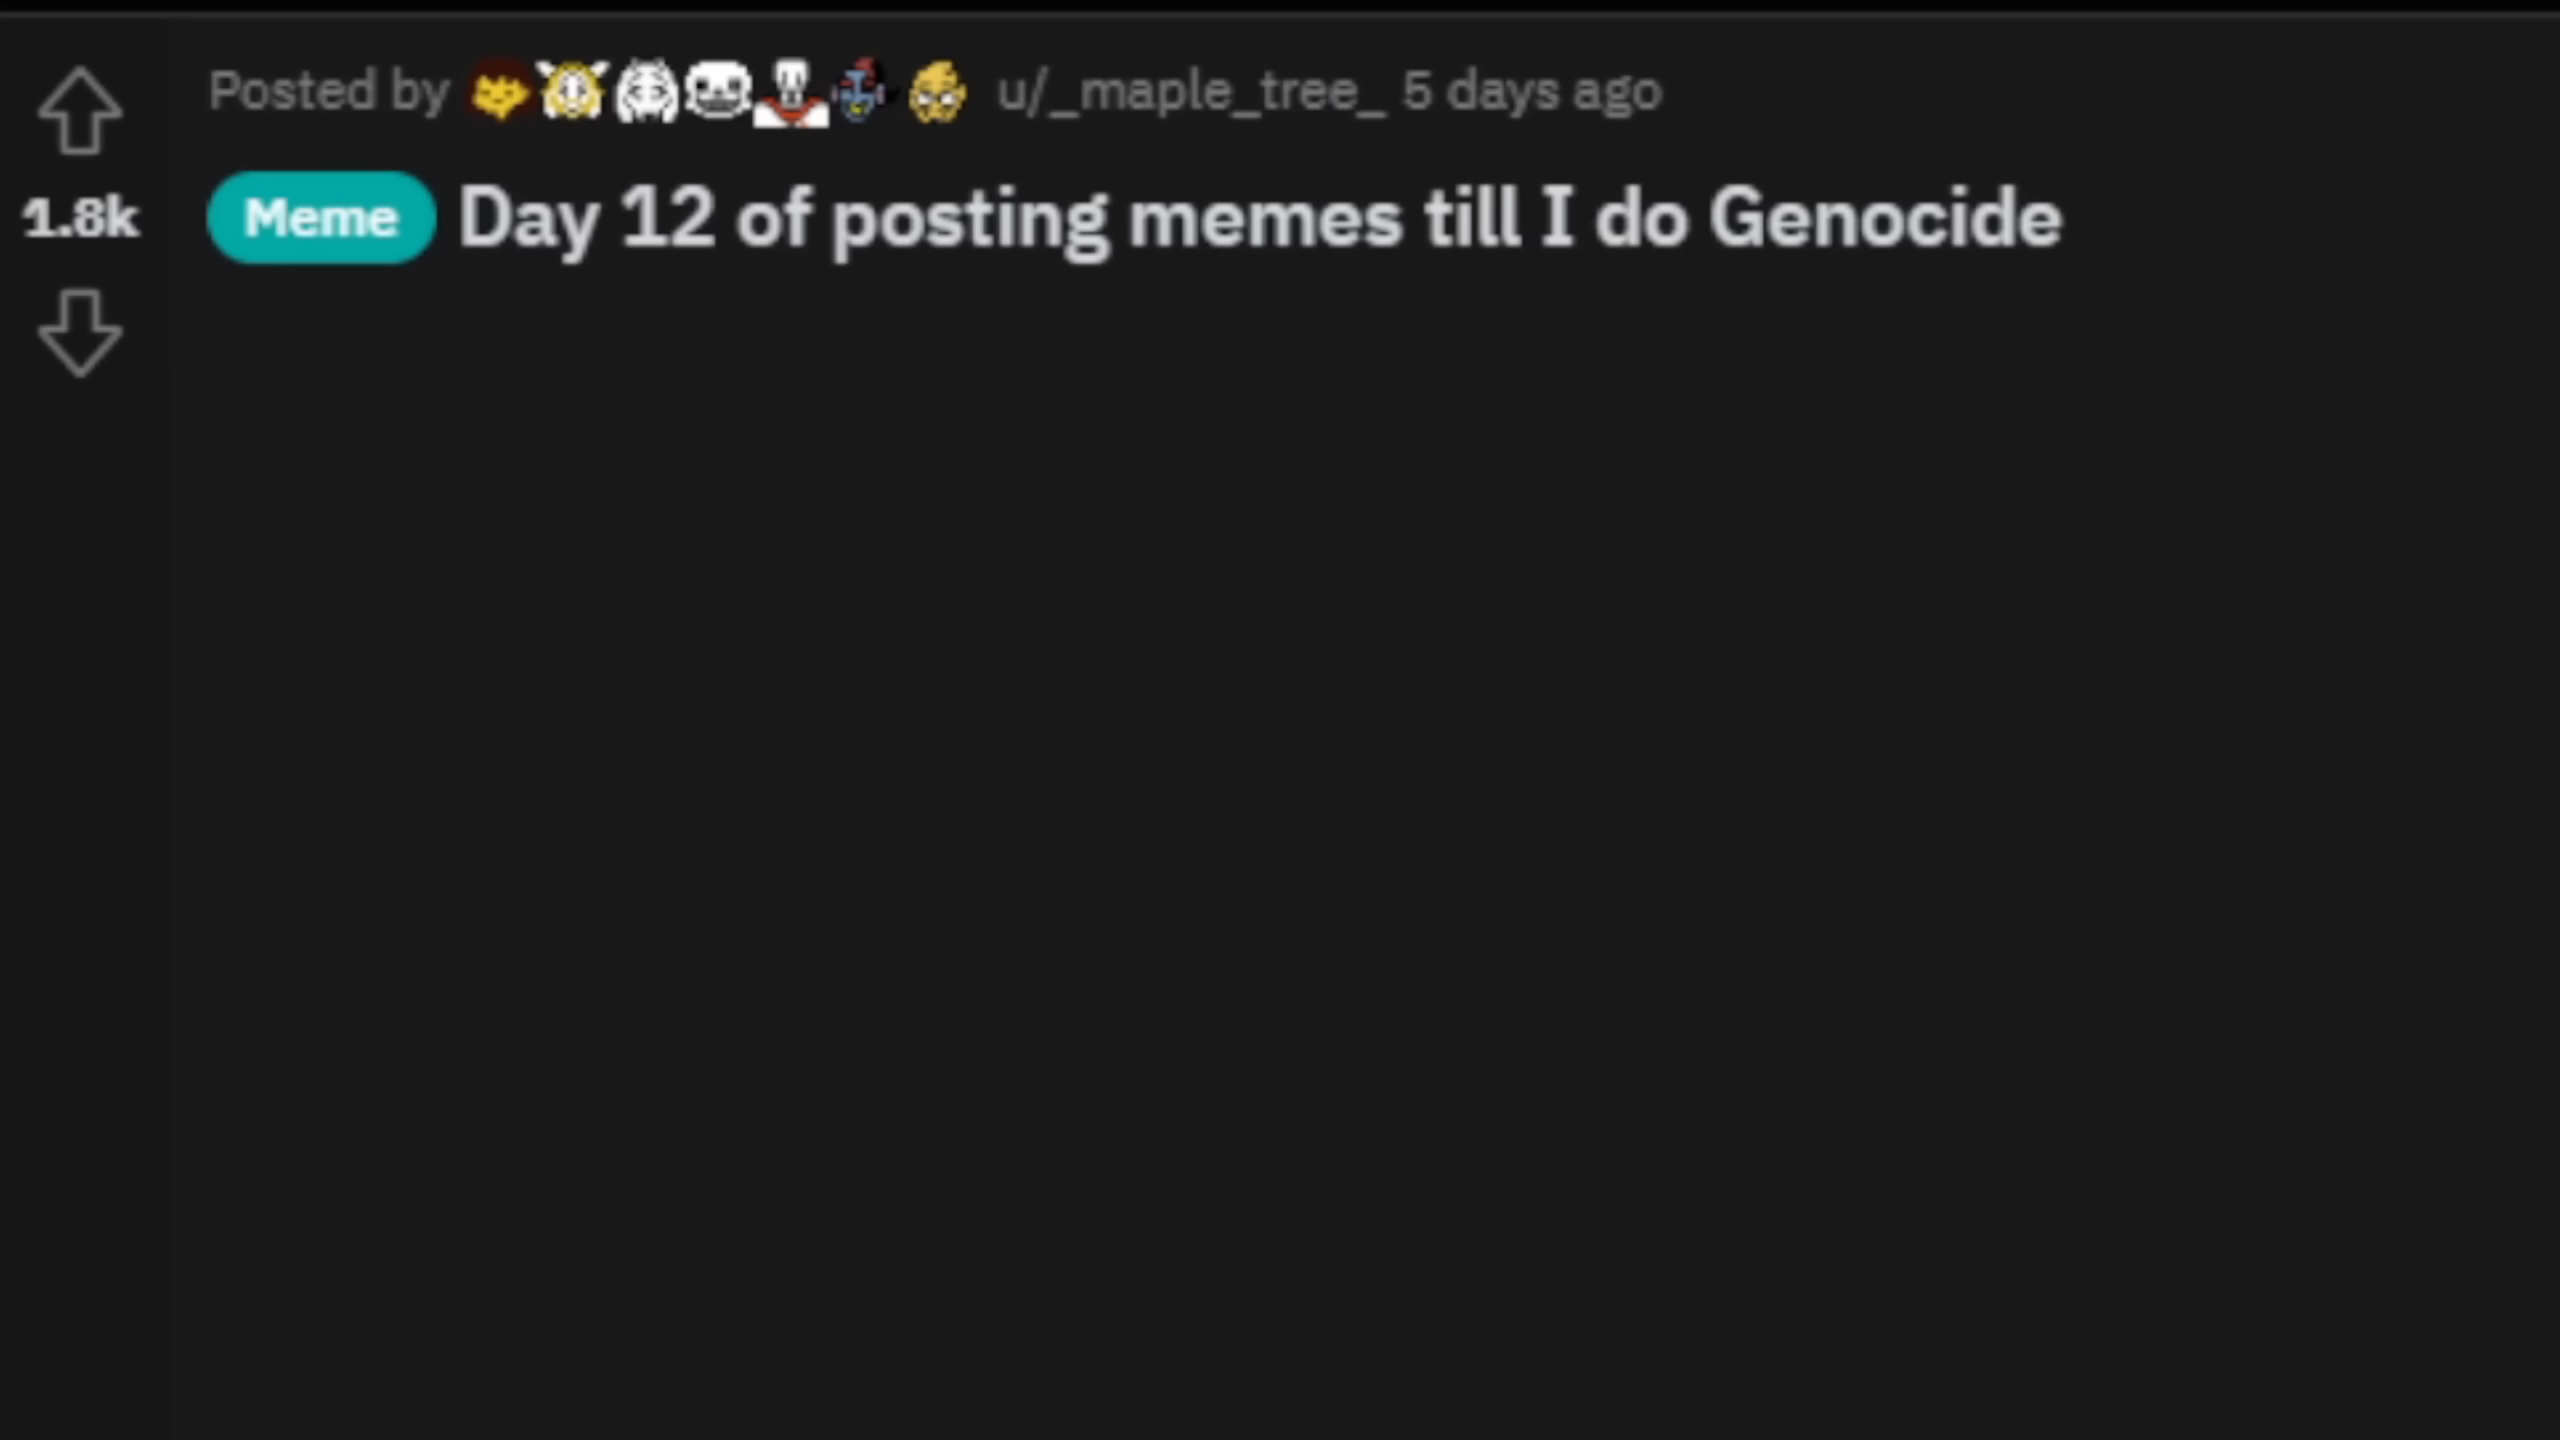 Posted by u/_maple_tree_ 5 days ago
1.8k
Meme Day 12 of posting memes till I do Genocide